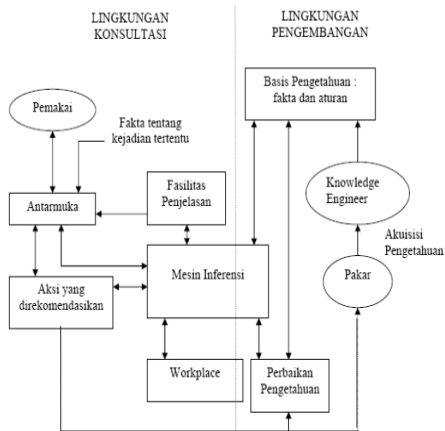 LINGKUNGAN
KONSULTASI
LINGKUNGAN
PENGEMBANGAN
Pemakai
Fakta tentang
kejadian tertentu
Basis Pengetahuan :
fakta dan aturan
Antarmuka
Fasilitas
Penjelasan
Knowledge
Engineer
Akuisisi
Pengetahuan
Aksi yang
direkomendasikan
Mesin Inferensi
Pakar
Workplace
Perbaikan
Pengetahuan